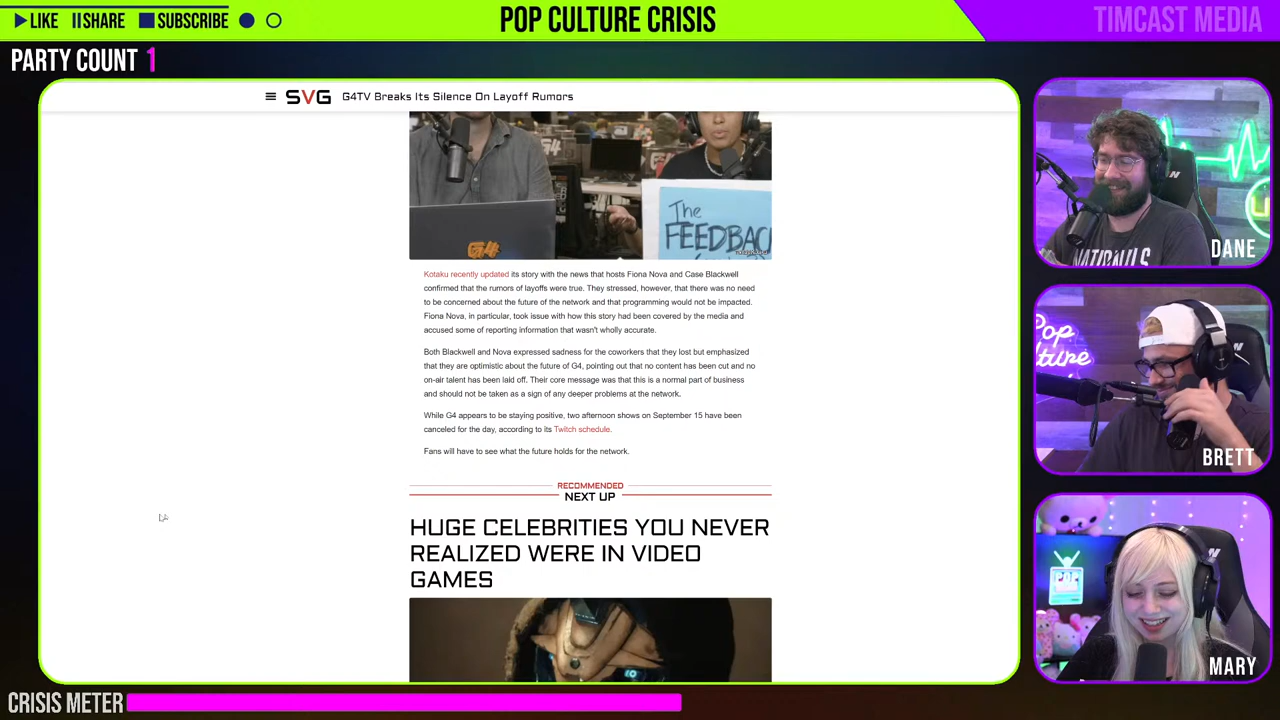 LIKE SHARE SUBSCRIBE
POP CULTURE CRISIS
TIMCAST MEDIA
PARTY COUNT 1
SVG G4TV Breaks Its Silence On Layoff Rumors
G4
G4
The
FEEDBAC
Kotaku recently updated its story with the news that hosts Fiona Nova and Case Blackwell
confirmed that the rumors of layoffs were true. They stressed, however, that there was no need
to be concerned about the future of the network and that programming would not be impacted.
Fiona Nova, in particular, took issue with how this story had been covered by the media and
accused some of reporting information that wasn't wholly accurate.
Both Blackwell and Nova expressed sadness for the coworkers that they lost but emphasized
that they are optimistic about the future of G4, pointing out that no content has been cut and no
on-air talent has been laid off. Their core message was that this is a normal part of business
and should not be taken as a sign of any deeper problems at the network.
While G4 appears to be staying positive, two afternoon shows on September 15 have been
canceled for the day, according to its Twitch schedule.
Fans will have to see what the future holds for the network.
RECOMMENDED
NEXT UP
HUGE CELEBRITIES YOU NEVER
REALIZED WERE IN VIDEO
GAMES
NATIONALS
DANE
Pop
Culture
BRETT
POP
MARY
CRISIS METER